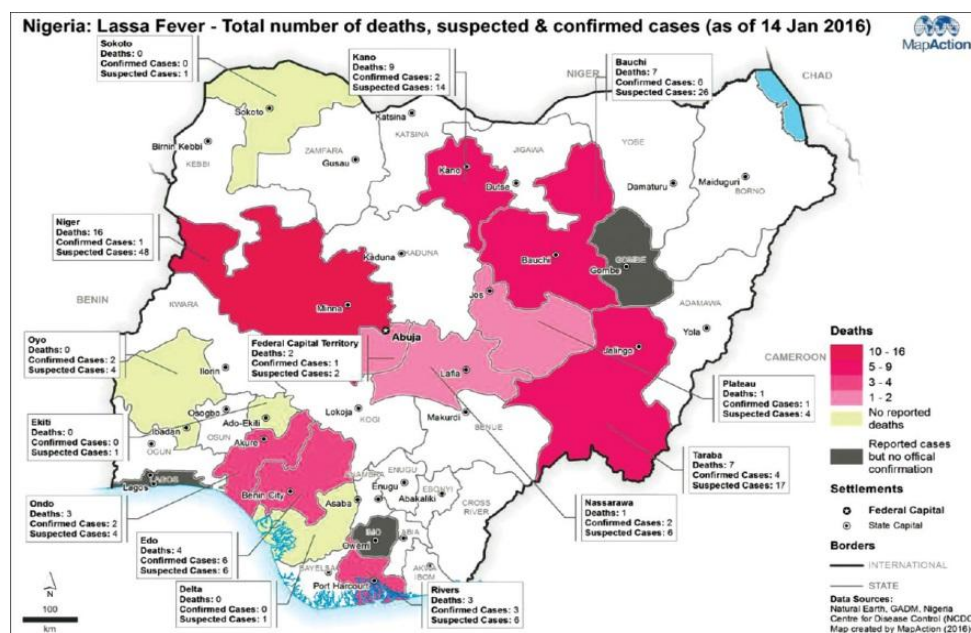 Nigeria: Lassa Fever - Total number of deaths, suspected & confirmed cases (as of 14 Jan 2016)
MapAction
Sokoto
Deaths: 0
Confirmed Cases: 0
Suspected Cases: 1
Kano
Deaths: 9
Confirmed Cases: 2
Suspected Cases: 14
Bauchi
Deaths: 7
Confirmed Cases: 6
Suspected Cases: 26
NIGER
CHAD
Sokoto
Katsina
KATSINA
Birnin Kebbi
KEBBI
ZAMFARA
Gusau
JIGAWA
YOBE
Kano
Dutse
Damaturu
Maiduguri
BORNO
Niger
Deaths: 16
Confirmed Cases: 1
Suspected Cases: 48
Kaduna
KADUNA
Bauchi
GOMBE
Gombe
BENIN
KWARA
Minna
Jos
ADAMAWA
Yola
Abuja
Jalingo
CAMEROON
Oyo
Deaths: 0
Confirmed Cases: 2
Suspected Cases: 4
Federal Capital Territory
Deaths: 2
Confirmed Cases: 1
Suspected Cases: 2
Ilorin
Lafia
Plateau
Deaths: 1
Confirmed Cases: 1
Suspected Cases: 4
Ekiti
Deaths: 0
Confirmed Cases: 0
Suspected Cases: 1
Osogbo
Ado-Ekiti
Lokoja
KOGI
Makurdi
BENUE
Ibadan
OSUN
Akure
OGUN
Taraba
Deaths: 7
Confirmed Cases: 4
Suspected Cases: 17
Lagos
LAGOS
Benin City
Asaba
ANAMBRA
ENUGU
Enugu
EBONYI
Abakaliki
CROSS
RIVER
Ondo
Deaths: 3
Confirmed Cases: 2
Suspected Cases: 4
Nassarawa
Deaths: 1
Confirmed Cases: 2
Suspected Cases: 6
Edo
Deaths: 4
Confirmed Cases: 6
Suspected Cases: 6
IMO
Owerri
ABIA
BAYELSA
Port Harcourt
AKWA
IBOM
Delta
Deaths: 0
Confirmed Cases: 0
Suspected Cases: 1
Rivers
Deaths: 3
Confirmed Cases: 3
Suspected Cases: 6
N
100
km
Deaths
10 - 16
5 - 9
3 - 4
1 - 2
No reported
deaths
Reported cases
but no offical
confirmation
Settlements
Federal Capital
State Capital
Borders
INTERNATIONAL
STATE
Data Sources:
Natural Earth, GADM, Nigeria
Centre for Disease Control (NCDC
Map created by MapAction (2016)